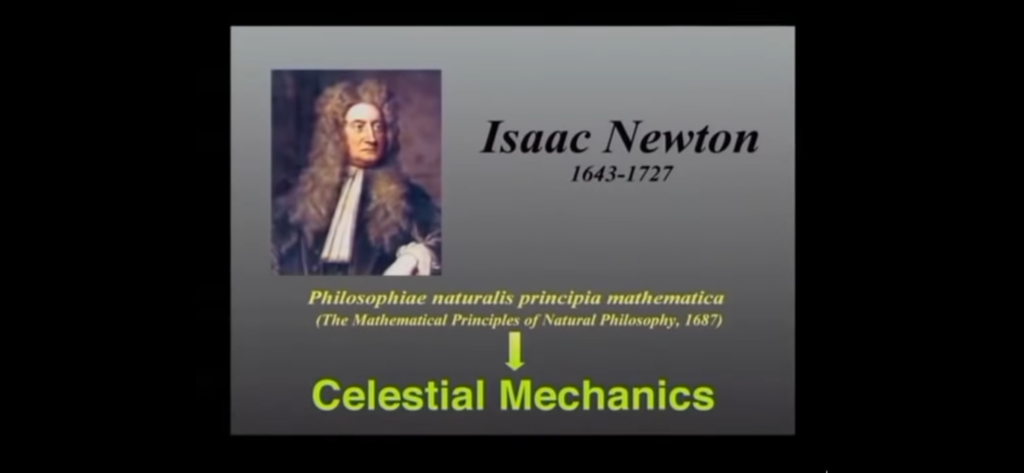 Isaac Newton
1643-1727
Philosophiae naturalis principia mathematica
(The Mathematical Principles of Natural Philosophy, 1687)
Celestial Mechanics